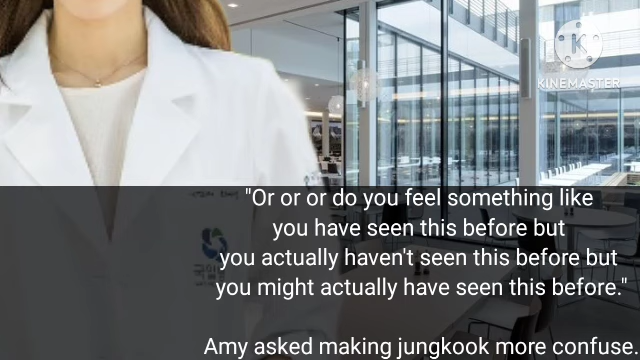 KINEMASTER
"Or or or do you feel something like
you have seen this before but
you actually haven't seen this before but
you might actually have seen this before."
Amy asked making jungkook more confuse.